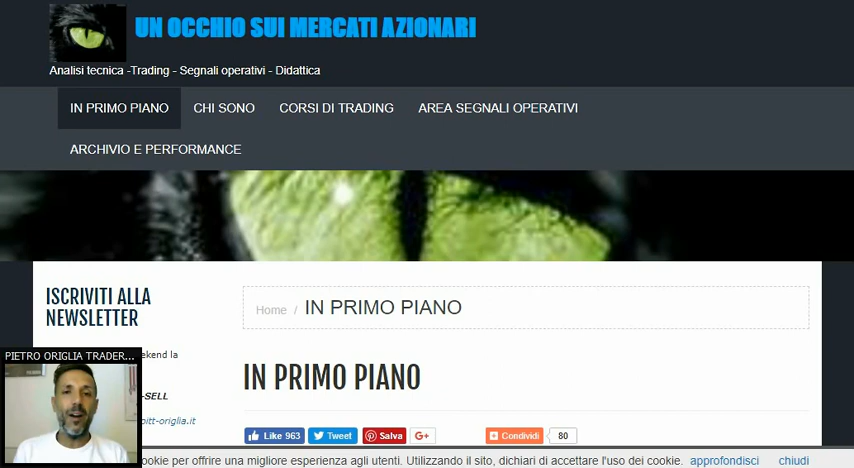 UN OCCHIO SUI MERCATI AZIONARI
Analisi tecnica -Trading - Segnali operativi - Didattica
IN PRIMO PIANO CHI SONO CORSI DI TRADING AREA SEGNALI OPERATIVI
ARCHIVIO E PERFORMANCE
ISCRIVITI ALLA
NEWSLETTER
Home / IN PRIMO PIANO
IN PRIMO PIANO
PIETRO ORIGLIA TRADER...
ekend la
-SELL
pitt-origlia.it
Like 963 Tweet Salva G+ Condividi 80
ookie per offrire una migliore esperienza agli utenti. Utilizzando il sito, dichiari di accettare l'uso dei cookie. approfondisci chiudi